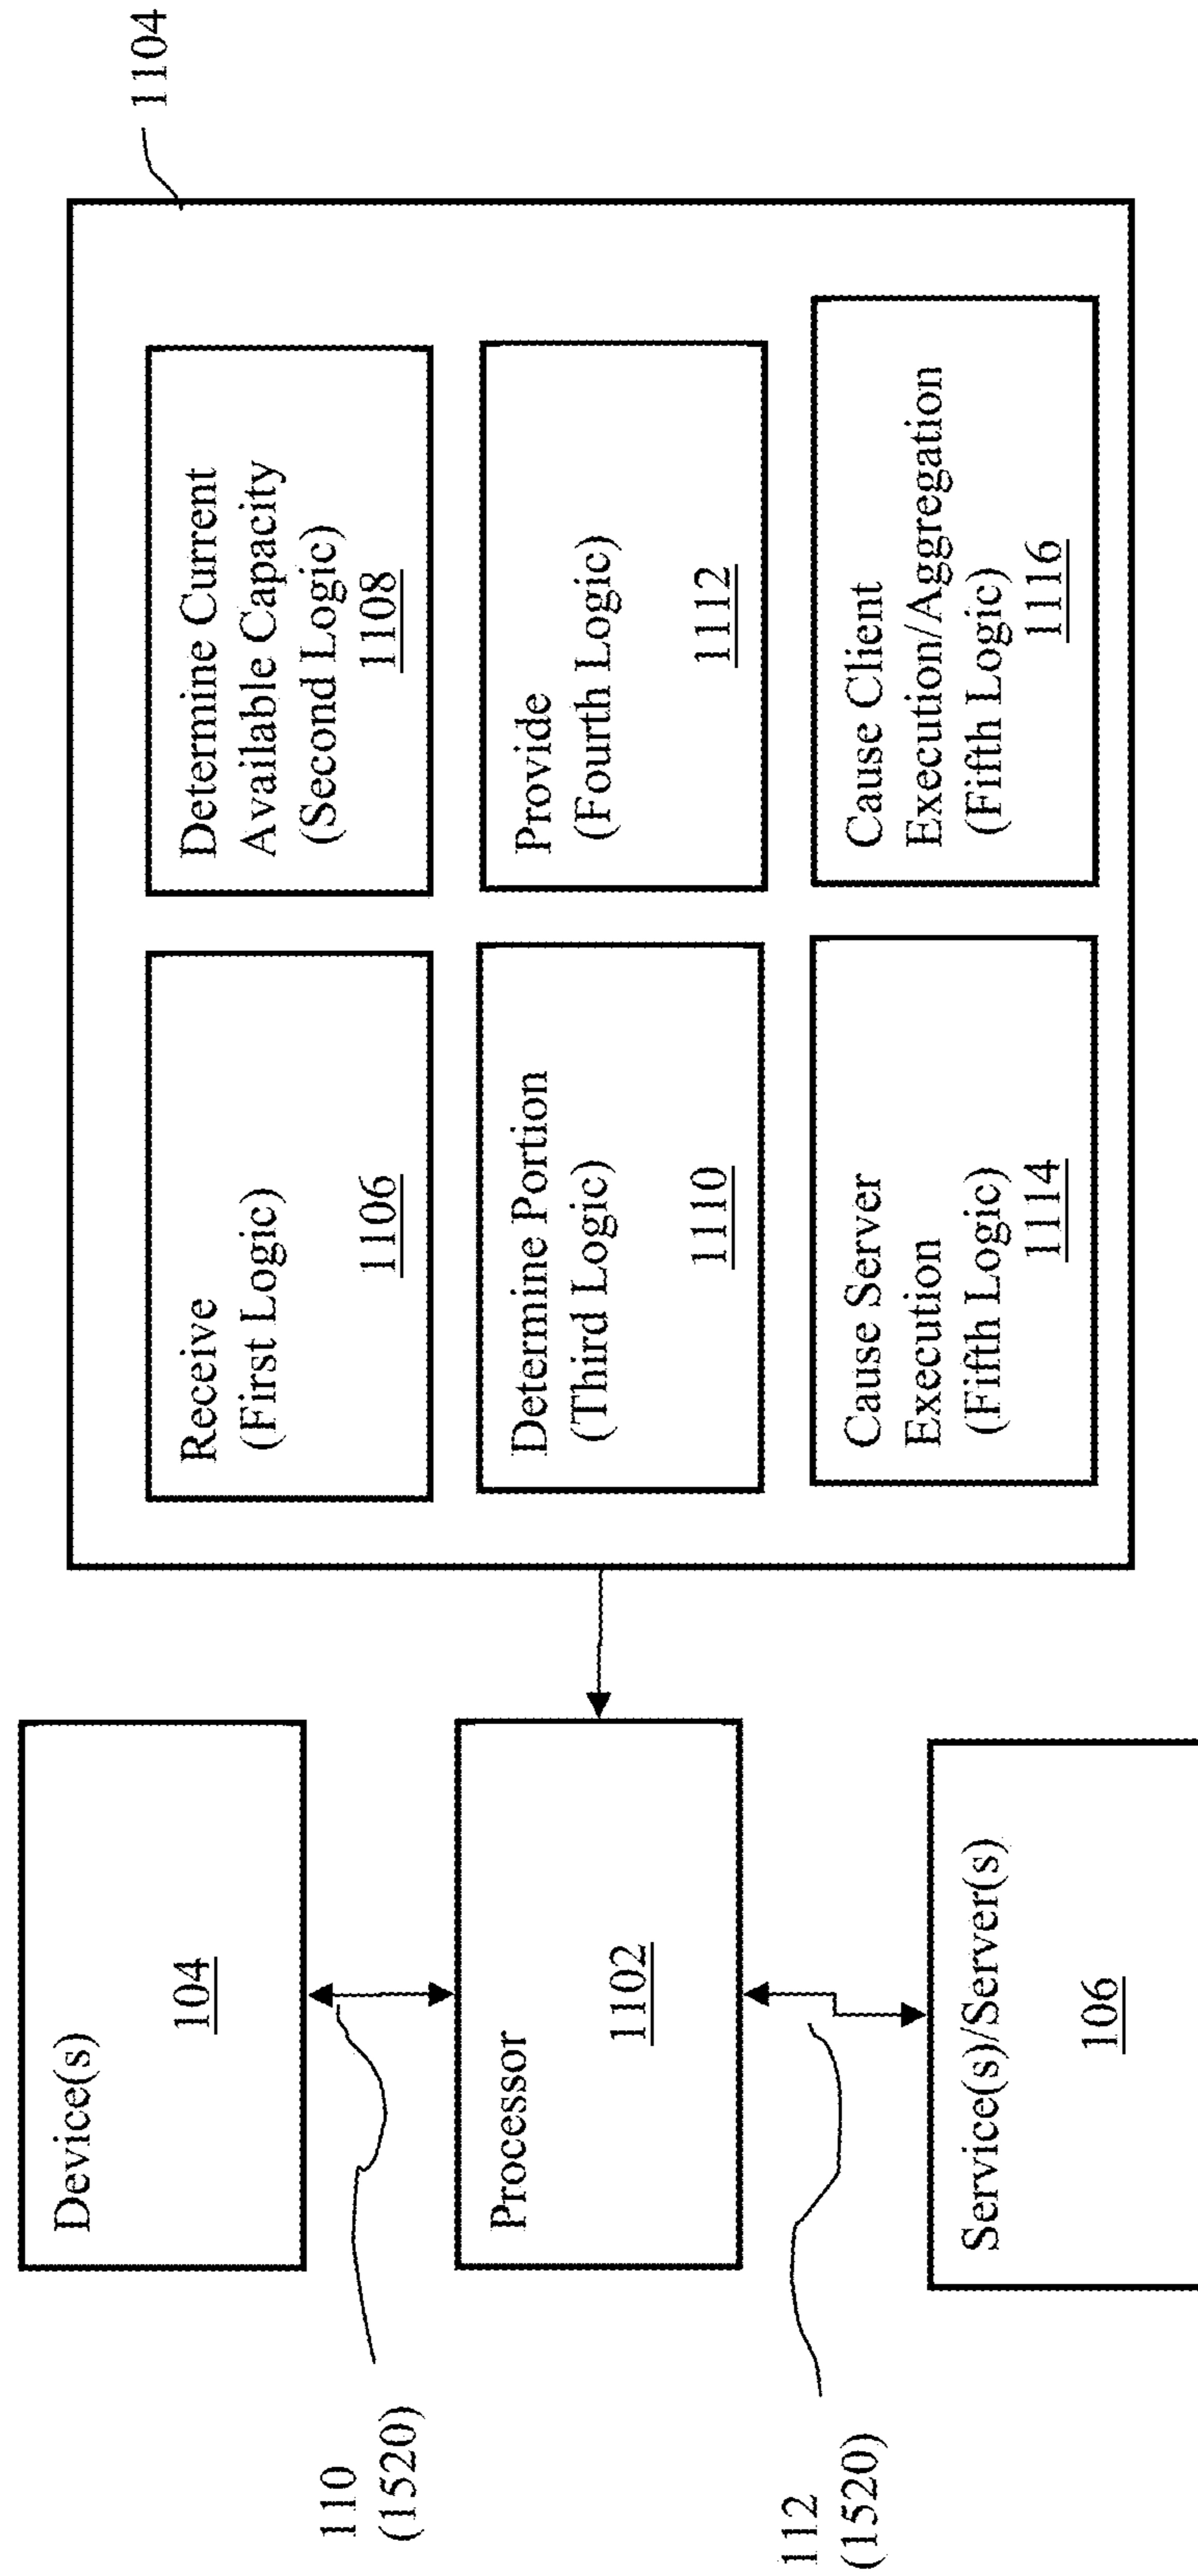 1104
Device(s)
104
110
(1520)
Processor
1102
112
(1520)
Service(s)/Server(s)
106
Receive
(First Logic)
1106
Determine Current
Available Capacity
(Second Logic)
1108
Determine Portion
(Third Logic)
1110
Provide
(Fourth Logic)
1112
Cause Server
Execution
(Fifth Logic)
1114
Cause Client
Execution/Aggregation
(Fifth Logic)
1116